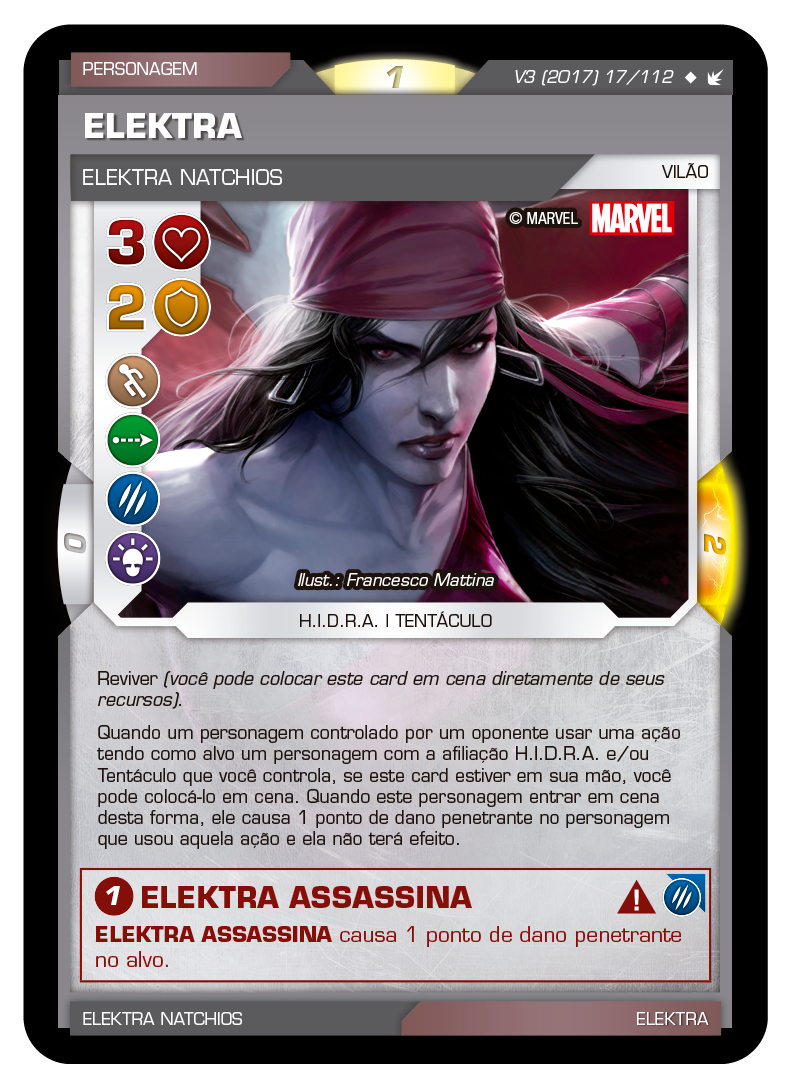 PERSONAGEM
1
V3 (2017) 17/112
ELEKTRA
ELEKTRA NATCHIOS
VILÃO
© MARVEL
MARVEL
3
2
0
2
Ilust.: Francesco Mattina
H.I.D.R.A. | TENTÁCULO
Reviver (você pode colocar este card em cena diretamente de seus
recursos).
Quando um personagem controlado por um oponente usar uma ação
tendo como alvo um personagem com a afiliação H.I.D.R.A. e/ou
Tentáculo que você controla, se este card estiver em sua mão, você
pode colocá-lo em cena. Quando este personagem entrar em cena
desta forma, ele causa 1 ponto de dano penetrante no personagem
que usou aquela ação e ela não terá efeito.
1 ELEKTRA ASSASSINA
ELEKTRA ASSASSINA causa 1 ponto de dano penetrante
no alvo.
ELEKTRA NATCHIOS
ELEKTRA